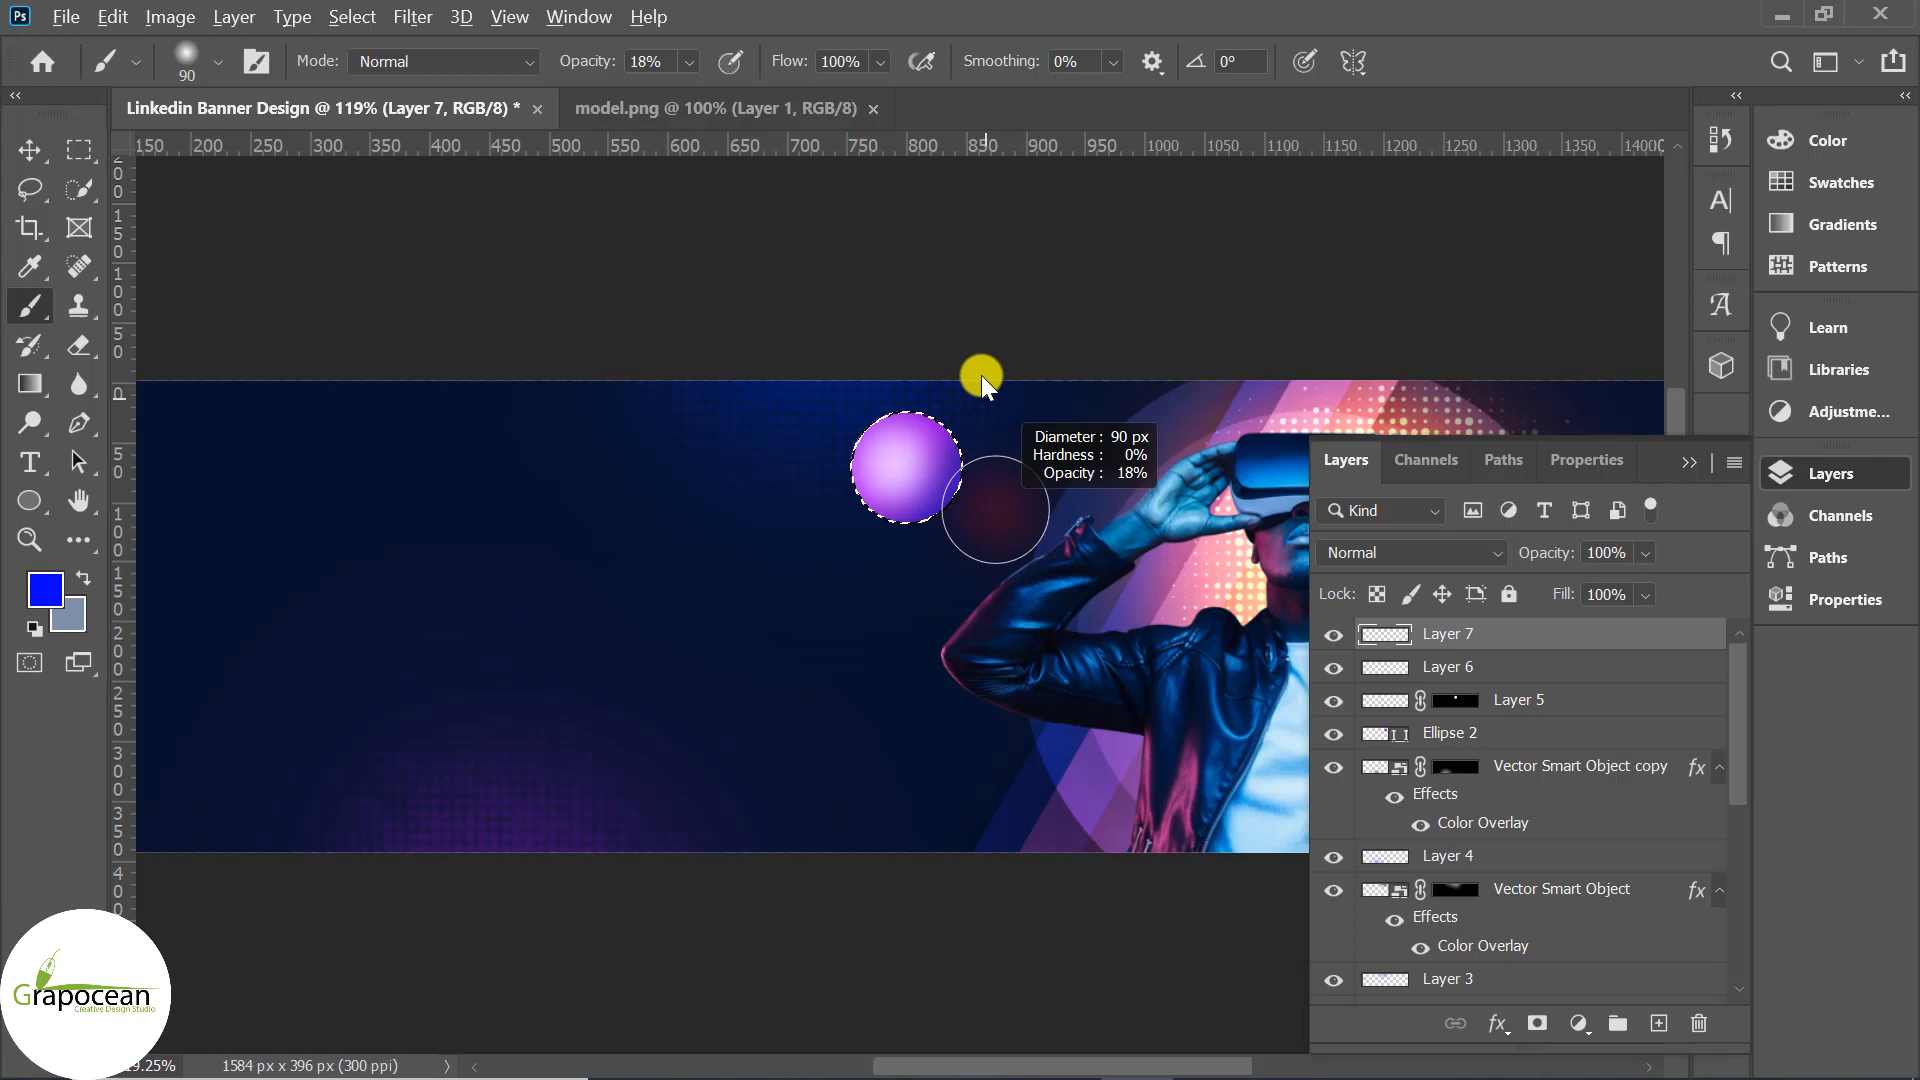 Ps File Edit Image Layer Type Select Filter 3D View Window Help
90 Mode: Normal Opacity: 18% Flow: 100% Smoothing: 0% 0°
Linkedin Banner Design @ 119% (Layer 7, RGB/8) * × model.png @ 100% (Layer 1, RGB/8) ×
150 200 250 300 350 400 450 500 550 600 650 700 750 800 850 900 950 1000 1050 1100 1150 1200 1250 1300 1350 1400
Diameter : 90 px
Hardness : 0%
Opacity : 18%
Color
Swatches
Gradients
Patterns
Learn
Libraries
Adjustme...
Layers
Channels
Paths
Properties
Layers Channels Paths Properties
Kind
Normal Opacity: 100%
Lock: Fill: 100%
Layer 7
Layer 6
Layer 5
Ellipse 2
Vector Smart Object copy fx
Effects
Color Overlay
Layer 4
Vector Smart Object fx
Effects
Color Overlay
Layer 3
fx
Grapocean
Creative Design Studio
9.25% 1584 px x 396 px (300 ppi)